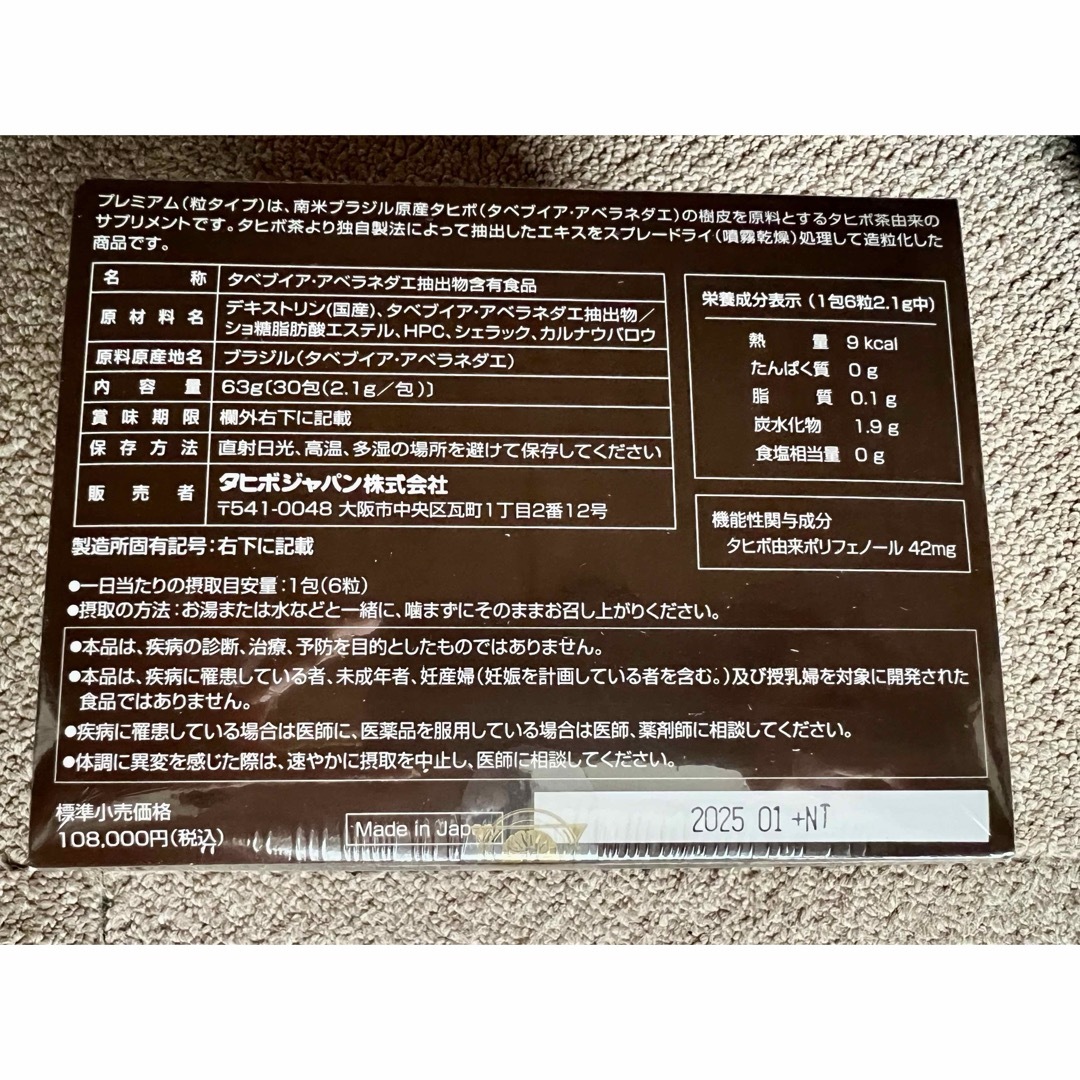 プレミアム(粒タイプ)は、南米ブラジル原産タヒボ(タベブイア・アベラネダエ)の樹皮を原料とするタヒボ茶由来の
サプリメントです。タヒボ茶より独自製法によって抽出したエキスをスプレードライ(噴霧乾燥)処理して造粒化した
商品です。
名称 タベブイア・アベラネダエ抽出物含有食品
原材料名 デキストリン(国産)、タベブイア・アベラネダエ抽出物/
ショ糖脂肪酸エステル、HPC、シェラック、カルナウバロウ
原料原産地名 ブラジル(タベブイア・アベラネダエ)
内容量 63g〔30包(2.1g/包)〕
賞味期限 欄外右下に記載
保存方法 直射日光、高温、多湿の場所を避けて保存してください
販売者 タヒボジャパン株式会社
〒541-0048 大阪市中央区瓦町1丁目2番12号
製造所固有記号:右下に記載
栄養成分表示(1包6粒2.1g中)
熱量 9kcal
たんぱく質 0g
脂質 0.1g
炭水化物 1.9g
食塩相当量 0g
機能性関与成分
タヒボ由来ポリフェノール 42mg
●一日当たりの摂取目安量:1包(6粒)
●摂取の方法:お湯または水などと一緒に、噛まずにそのままお召し上がりください。
●本品は、疾病の診断、治療、予防を目的としたものではありません。
●本品は、疾病に罹患している者、未成年者、妊産婦(妊娠を計画している者を含む。)及び授乳婦を対象に開発された
食品ではありません。
●疾病に罹患している場合は医師に、医薬品を服用している場合は医師、薬剤師に相談してください。
●体調に異変を感じた際は、速やかに摂取を中止し、医師に相談してください。
標準小売価格
108,000円(税込)
Made in Japan
2025 01 +NT